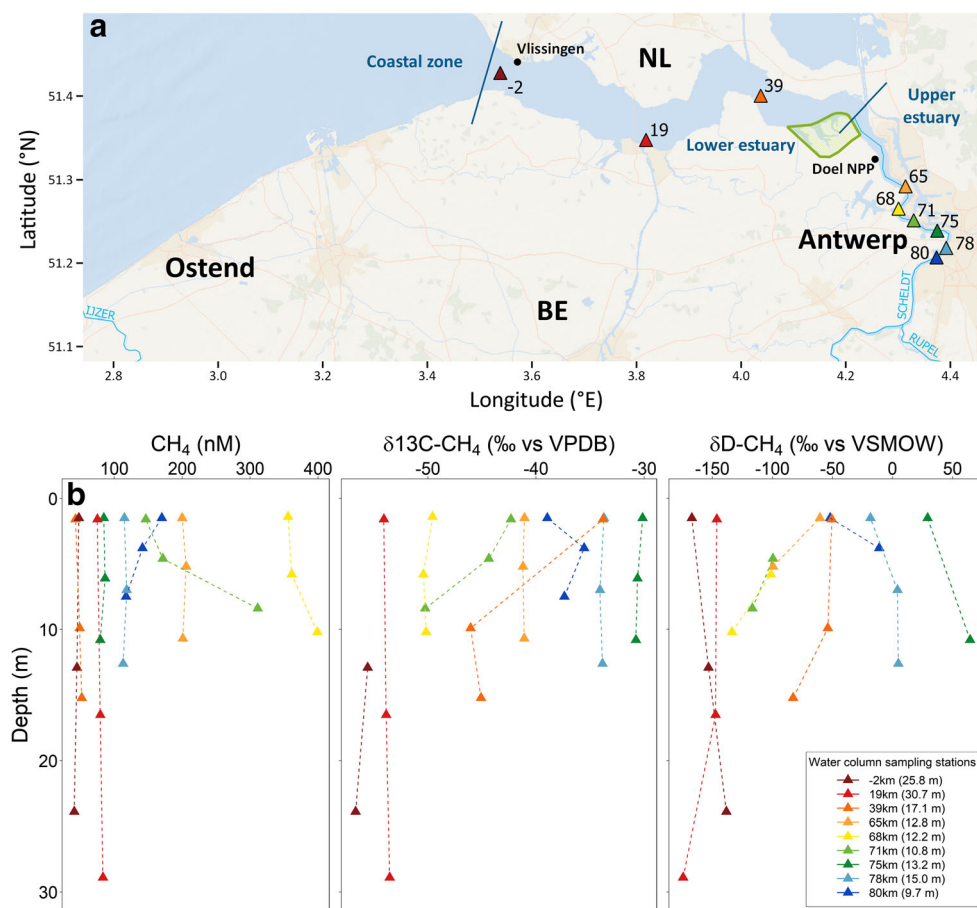 a
Latitude (°N)
51.4
51.3
51.2
51.1
Coastal zone
Vlissingen
-2
NL
39
19
Lower estuary
Upper
estuary
Doel NPP
65
68
71
75
Antwerp
78
80
Ostend
BE
IJZER
SCHELDT
RUPEL
2.8 3.0 3.2 3.4 3.6 3.8 4.0 4.2 4.4
Longitude (°E)
b
CH4 (nM)
100 200 300 400
δ13C-CH4 (‰ vs VPDB)
-50 -40 -30
δD-CH4 (‰ vs VSMOW)
-150 -100 -50 0 50
Depth (m)
0
10
20
30
Water column sampling stations
-2km (25.8 m)
19km (30.7 m)
39km (17.1 m)
65km (12.8 m)
68km (12.2 m)
71km (10.8 m)
75km (13.2 m)
78km (15.0 m)
80km (9.7 m)